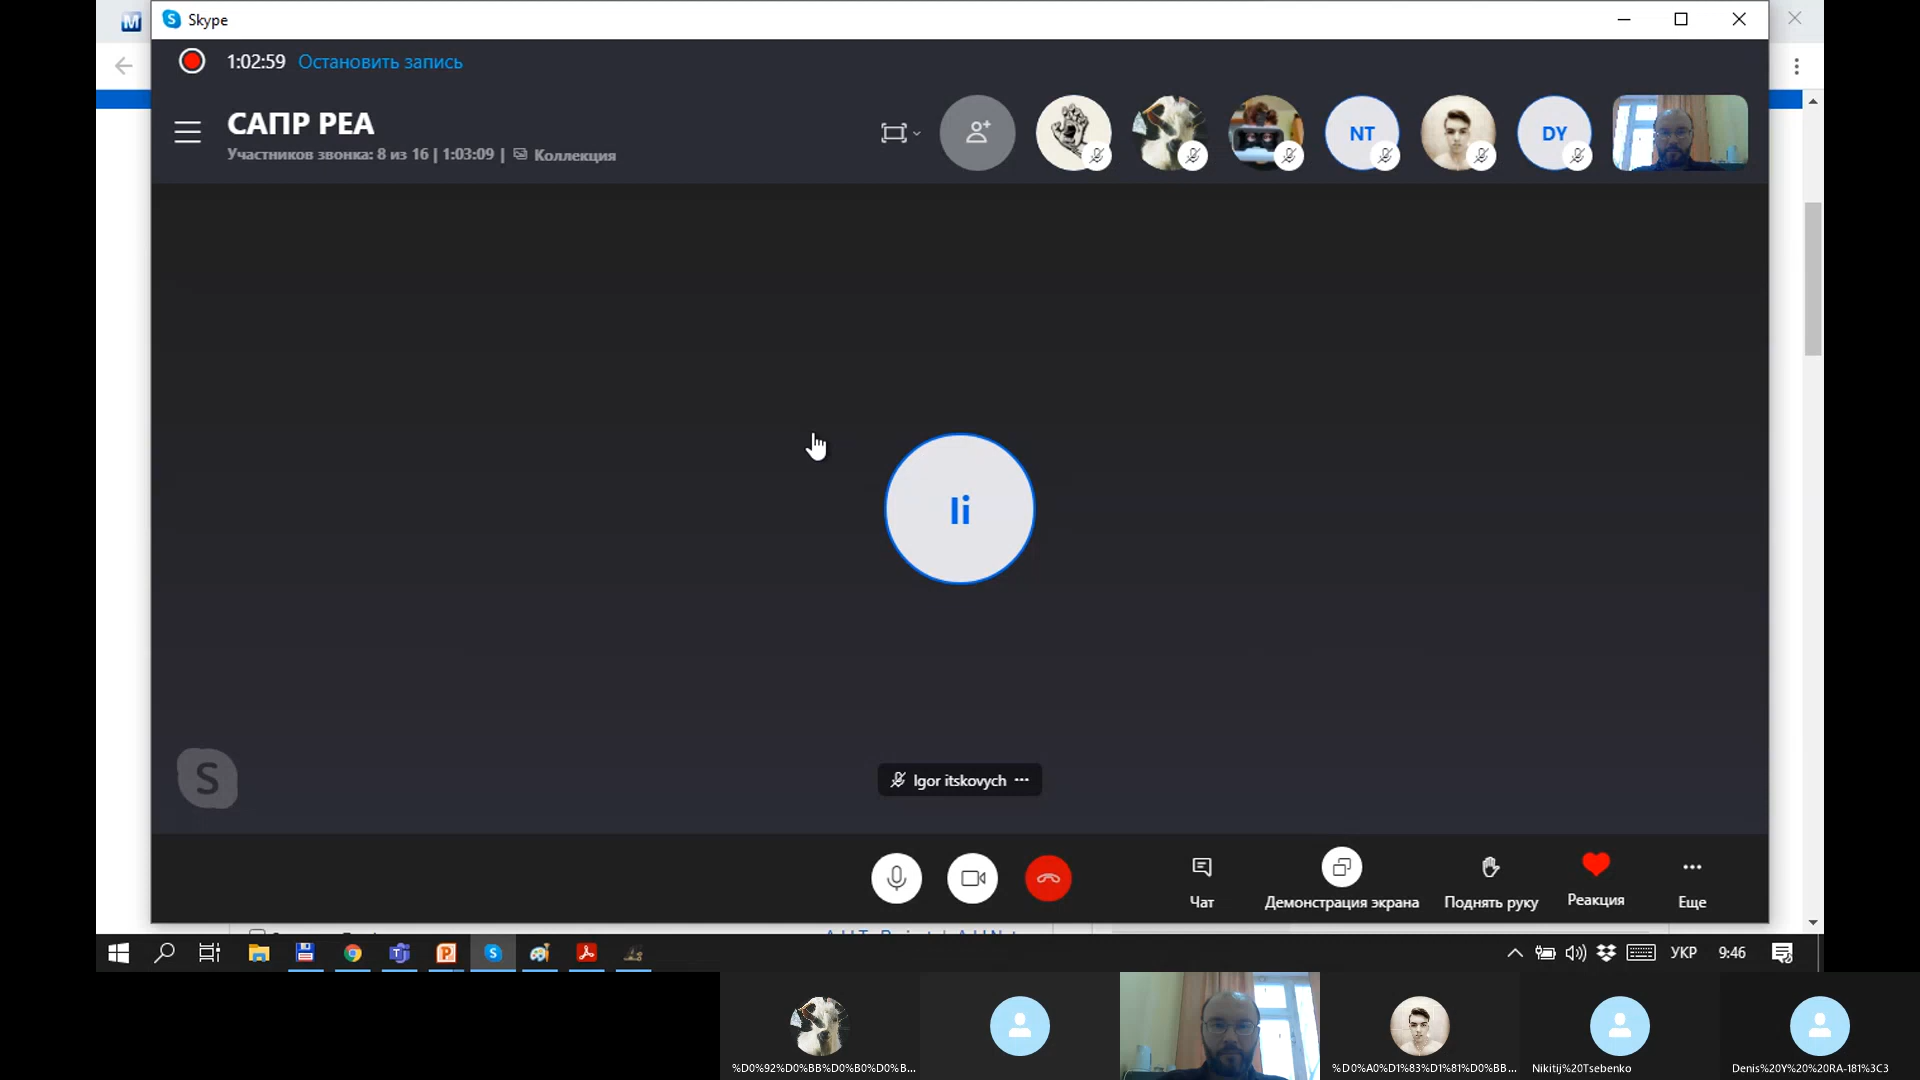 Skype
1:02:59 Остановить запись
САПР РЕА
Участников звонка: 8 из 16 | 1:03:09 | Коллекция
NT
DY
Ii
Igor itskovych
S
Чат
Демонстрация экрана
Поднять руку
Реакция
Еще
УКР
9:46
%D0%92%D0%BB%D0%B0%D0%B...
%D0%A0%D1%83%D1%81%D0%BB...
Nikitij%20Tsebenko
Denis%20Y%20%20RA-181%3C3